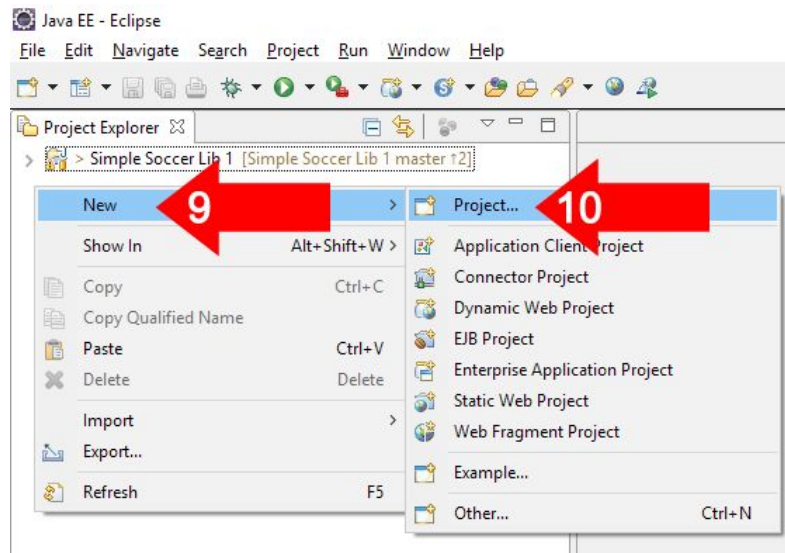 Java EE - Eclipse
File Edit Navigate Search Project Run Window Help
Project Explorer
> Simple Soccer Lib 1 [Simple Soccer Lib 1 master ↑2]
New > 9
Project... 10
Show In Alt+Shift+W >
Application Client Project
Copy Ctrl+C
Connector Project
Copy Qualified Name
Dynamic Web Project
Paste Ctrl+V
EJB Project
Delete Delete
Enterprise Application Project
Import >
Static Web Project
Export...
Web Fragment Project
Refresh F5
Example...
Other... Ctrl+N